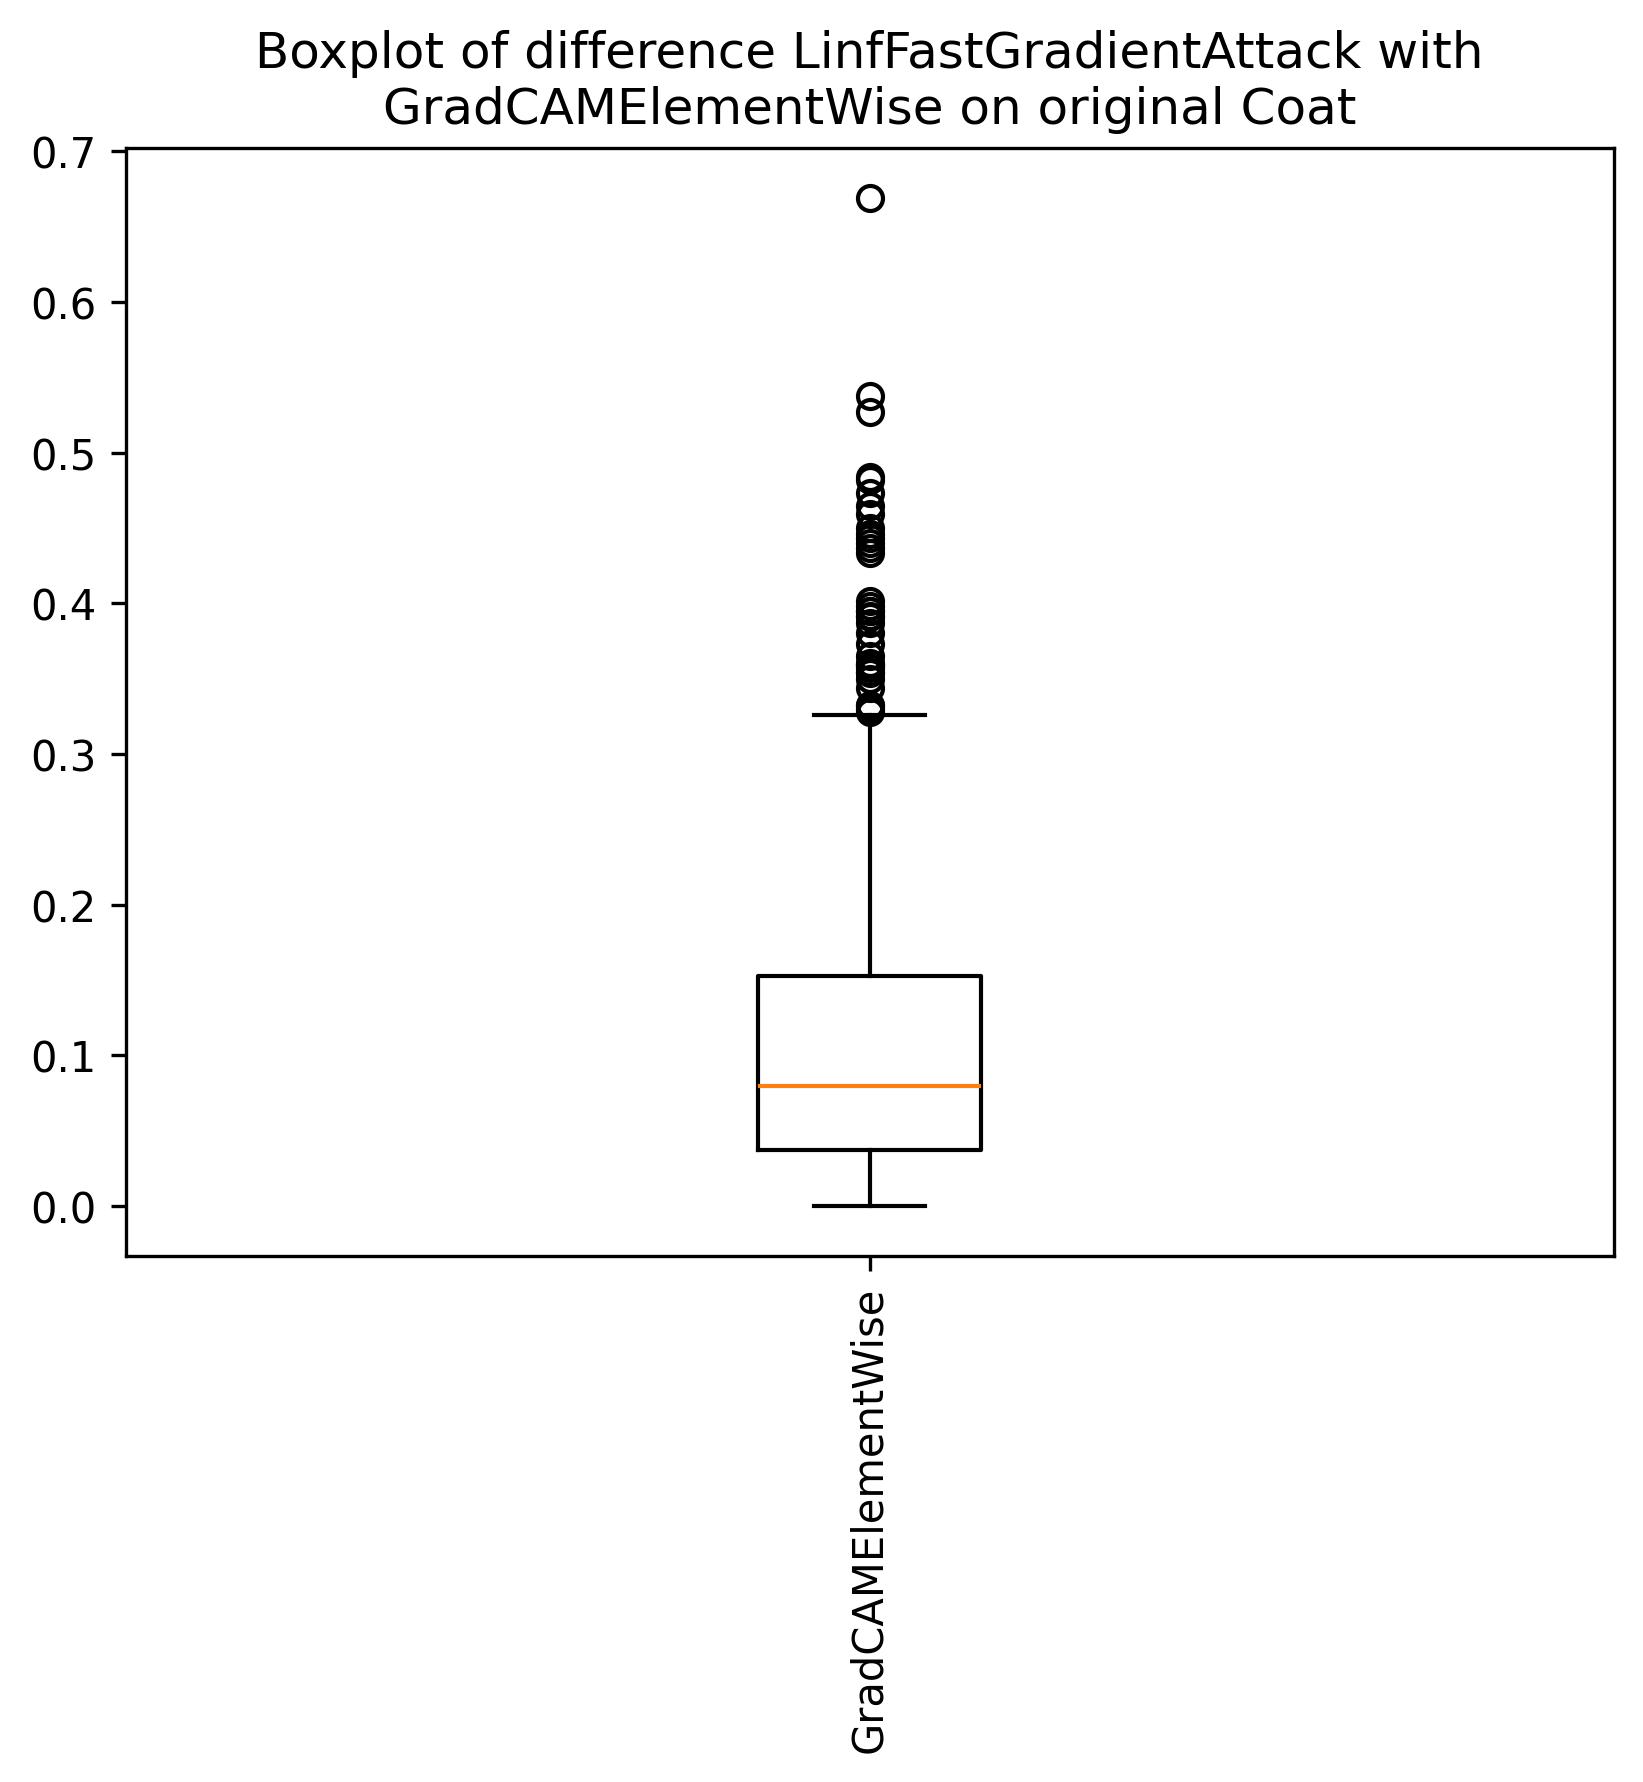 Boxplot of difference LinfFastGradientAttack with
GradCAMElementWise on original Coat
0.7
0.6
0.5
0.4
0.3
0.2
0.1
0.0
GradCAMElementWise